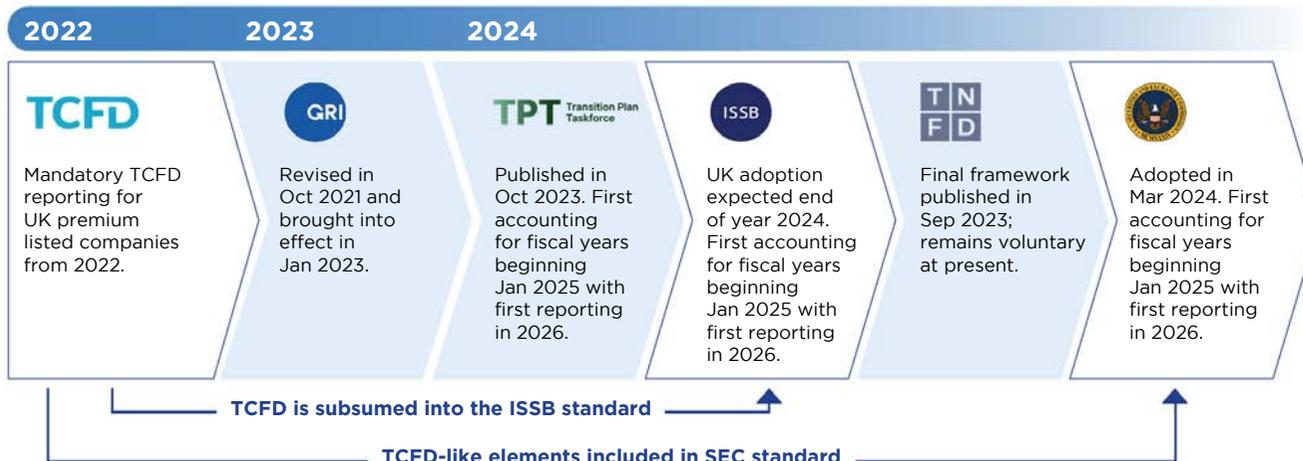 2022
2023
2024
TCFD
Mandatory TCFD
reporting for
UK premium
listed companies
from 2022.
GRI
Revised in
Oct 2021 and
brought into
effect in
Jan 2023.
TPT Transition Plan
Taskforce
Published in
Oct 2023. First
accounting
for fiscal years
beginning
Jan 2025 with
first reporting
in 2026.
ISSB
UK adoption
expected end
of year 2024.
First accounting
for fiscal years
beginning
Jan 2025 with
first reporting
in 2026.
T N
F D
Final framework
published in
Sep 2023;
remains voluntary
at present.
Adopted in
Mar 2024. First
accounting for
fiscal years
beginning
Jan 2025 with
first reporting
in 2026.
TCFD is subsumed into the ISSB standard
TCFD-like elements included in SEC standard